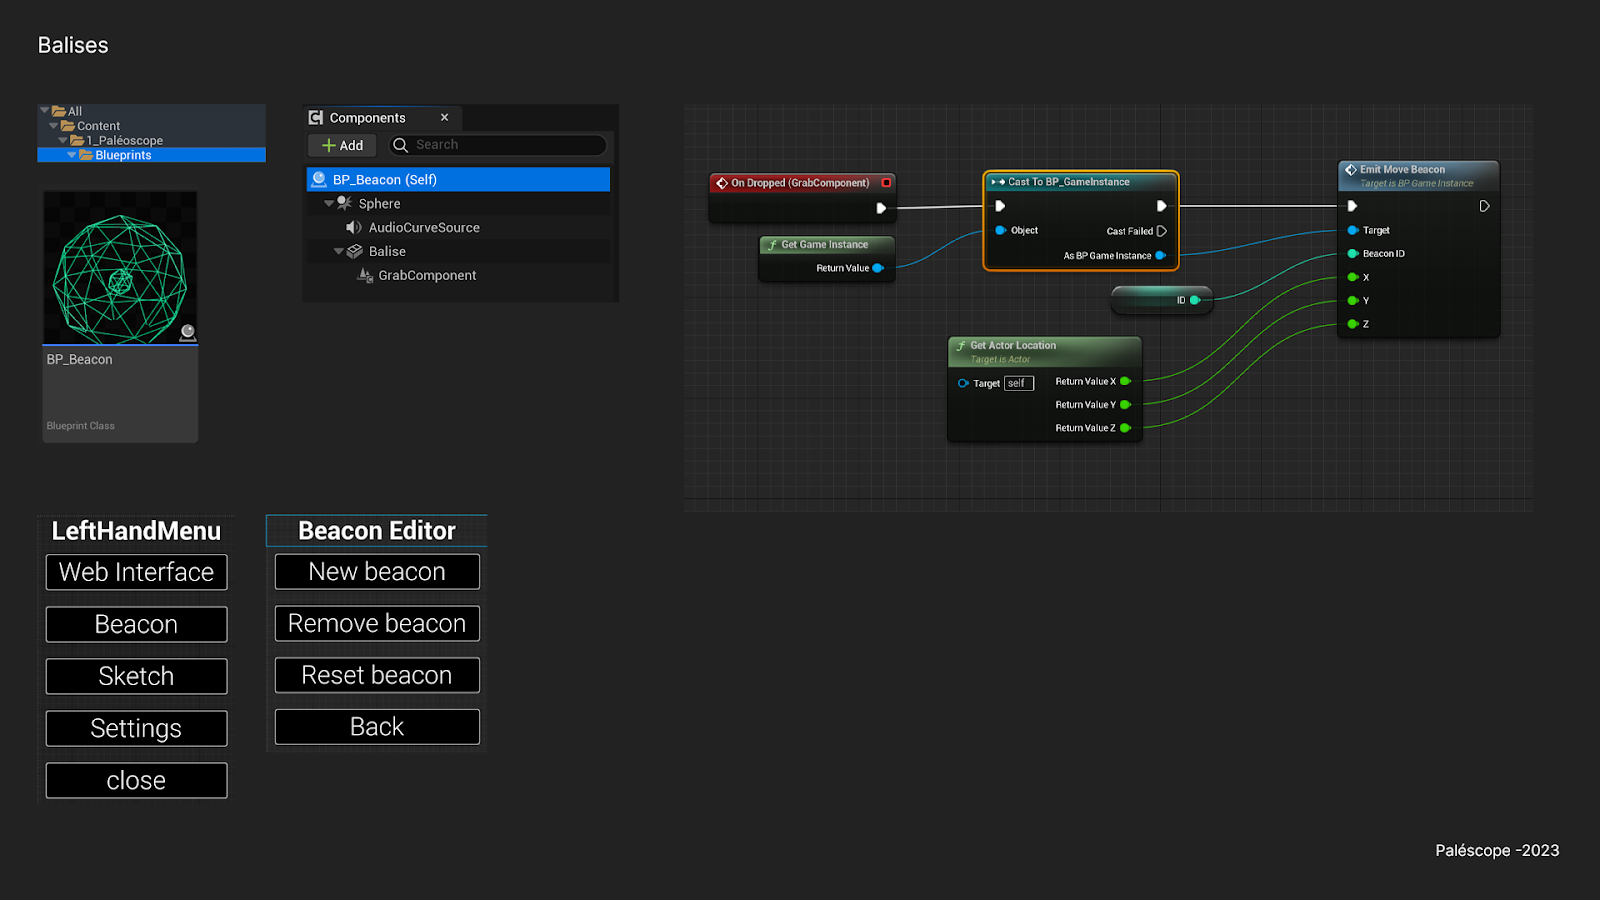 Balises
All
Content
1_Paléoscope
Blueprints
BP_Beacon
Blueprint Class
Components
Add
Search
BP_Beacon (Self)
Sphere
AudioCurveSource
Balise
GrabComponent
On Dropped (GrabComponent)
Get Game Instance
Return Value
Cast To BP_GameInstance
Object
Cast Failed
As BP Game Instance
ID
Get Actor Location
Target is Actor
Target self
Return Value X
Return Value Y
Return Value Z
Emit Move Beacon
Target is BP Game Instance
Target
Beacon ID
X
Y
Z
LeftHandMenu
Web Interface
Beacon
Sketch
Settings
close
Beacon Editor
New beacon
Remove beacon
Reset beacon
Back
Paléscope -2023